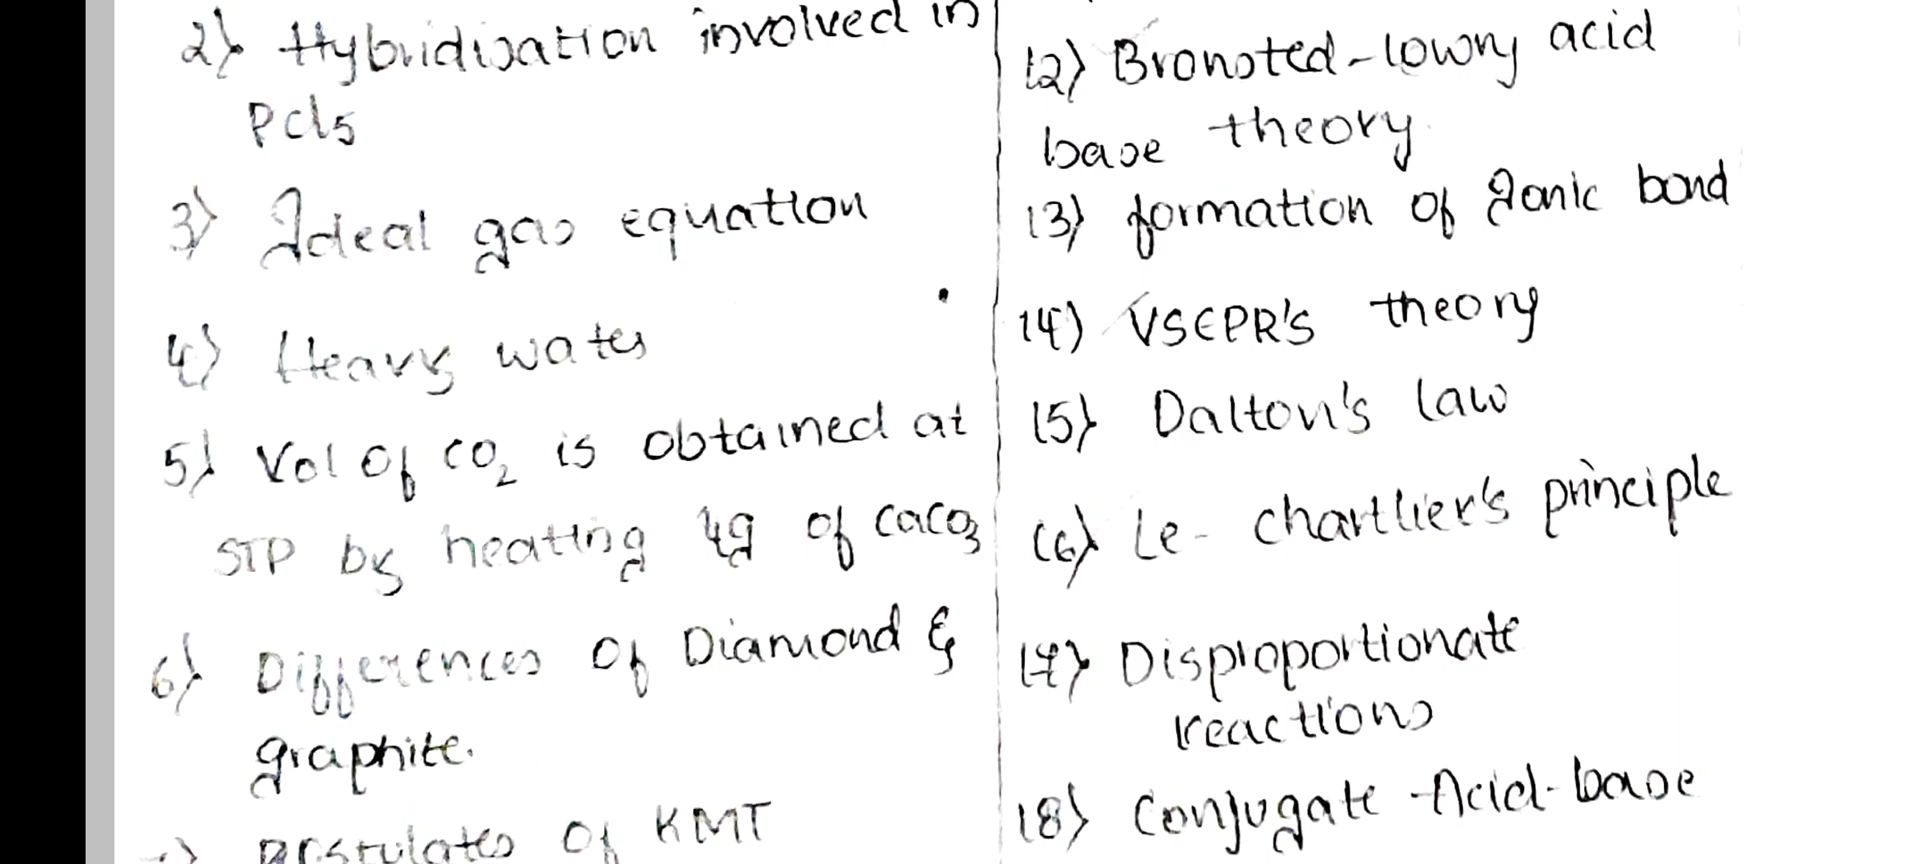 2) Hybridisation involved in
Pcl5
3) Ideal gas equation
4) Heavy water
5) Vol of CO2 is obtained at
STP by heating 4g of CaCO3
6) Differences of Diamond &
graphite.
Postulates of KMT
12) Bronsted-lowry acid
base theory
13) formation of Ionic bond
14) VSEPR's theory
15) Dalton's law
16) Le- chartlier's principle
17) Disproportionate
reactions
18) Conjugate -Acid-base